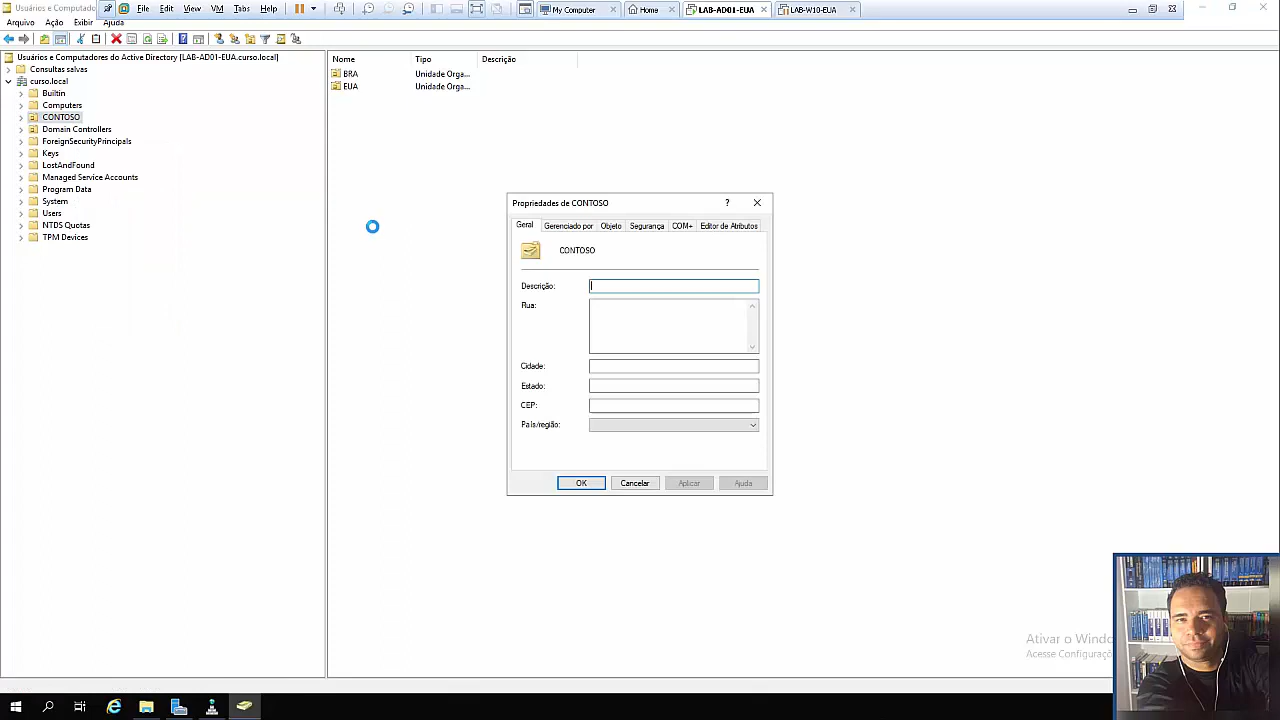 Usuários e Computado
File Edit View VM Tabs Help
My Computer
Home
LAB-AD01-EUA
LAB-W10-EUA
Arquivo Ação Exibir Ajuda
Usuários e Computadores do Active Directory [LAB-AD01-EUA.curso.local]
Consultas salvas
curso.local
Builtin
Computers
CONTOSO
Domain Controllers
ForeignSecurityPrincipals
Keys
LostAndFound
Managed Service Accounts
Program Data
System
Users
NTDS Quotas
TPM Devices
Nome Tipo Descrição
BRA Unidade Orga...
EUA Unidade Orga...
Propriedades de CONTOSO
Geral Gerenciado por Objeto Segurança COM+ Editor de Atributos
CONTOSO
Descrição:
Rua:
Cidade:
Estado:
CEP:
País/região:
OK Cancelar Aplicar Ajuda
Ativar o Windo
Acesse Configuraçõ